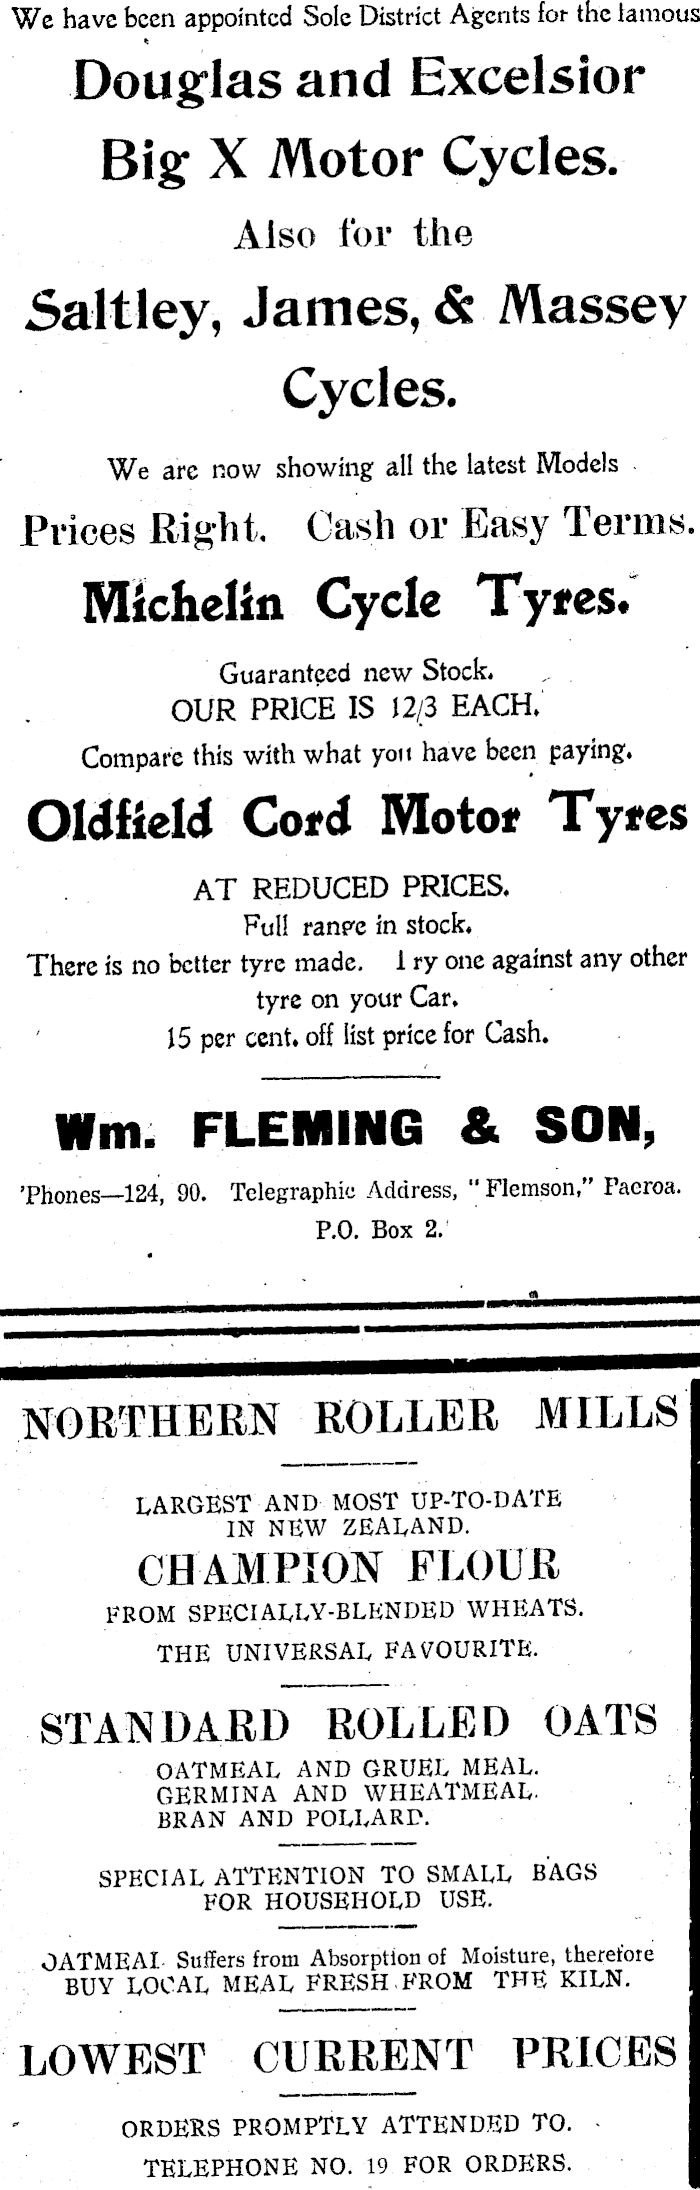 We have been appointed Sole District Agents for the famous
Douglas and Excelsior
Big X Motor Cycles.
Also for the
Saltley, James, & Massey
Cycles.
We are now showing all the latest Models
Prices Right. Cash or Easy Terms.
Michelin Cycle Tyres.
Guaranteed new Stock.
OUR PRICE IS 12/3 EACH.
Compare this with what you have been paying.
Oldfield Cord Motor Tyres
AT REDUCED PRICES.
Full range in stock.
There is no better tyre made. Try one against any other
tyre on your Car.
15 per cent. off list price for Cash.
Wm. FLEMING & SON,
'Phones—124, 90. Telegraphic Address, "Flemson," Paeroa.
P.O. Box 2.
NORTHERN ROLLER MILLS
LARGEST AND MOST UP-TO-DATE
IN NEW ZEALAND.
CHAMPION FLOUR
FROM SPECIALLY-BLENDED WHEATS.
THE UNIVERSAL FAVOURITE.
STANDARD ROLLED OATS
OATMEAL AND GRUEL MEAL.
GERMINA AND WHEATMEAL.
BRAN AND POLLARD.
SPECIAL ATTENTION TO SMALL BAGS
FOR HOUSEHOLD USE.
OATMEAL Suffers from Absorption of Moisture, therefore
BUY LOCAL MEAL FRESH FROM THE KILN.
LOWEST CURRENT PRICES
ORDERS PROMPTLY ATTENDED TO.
TELEPHONE NO. 19 FOR ORDERS.